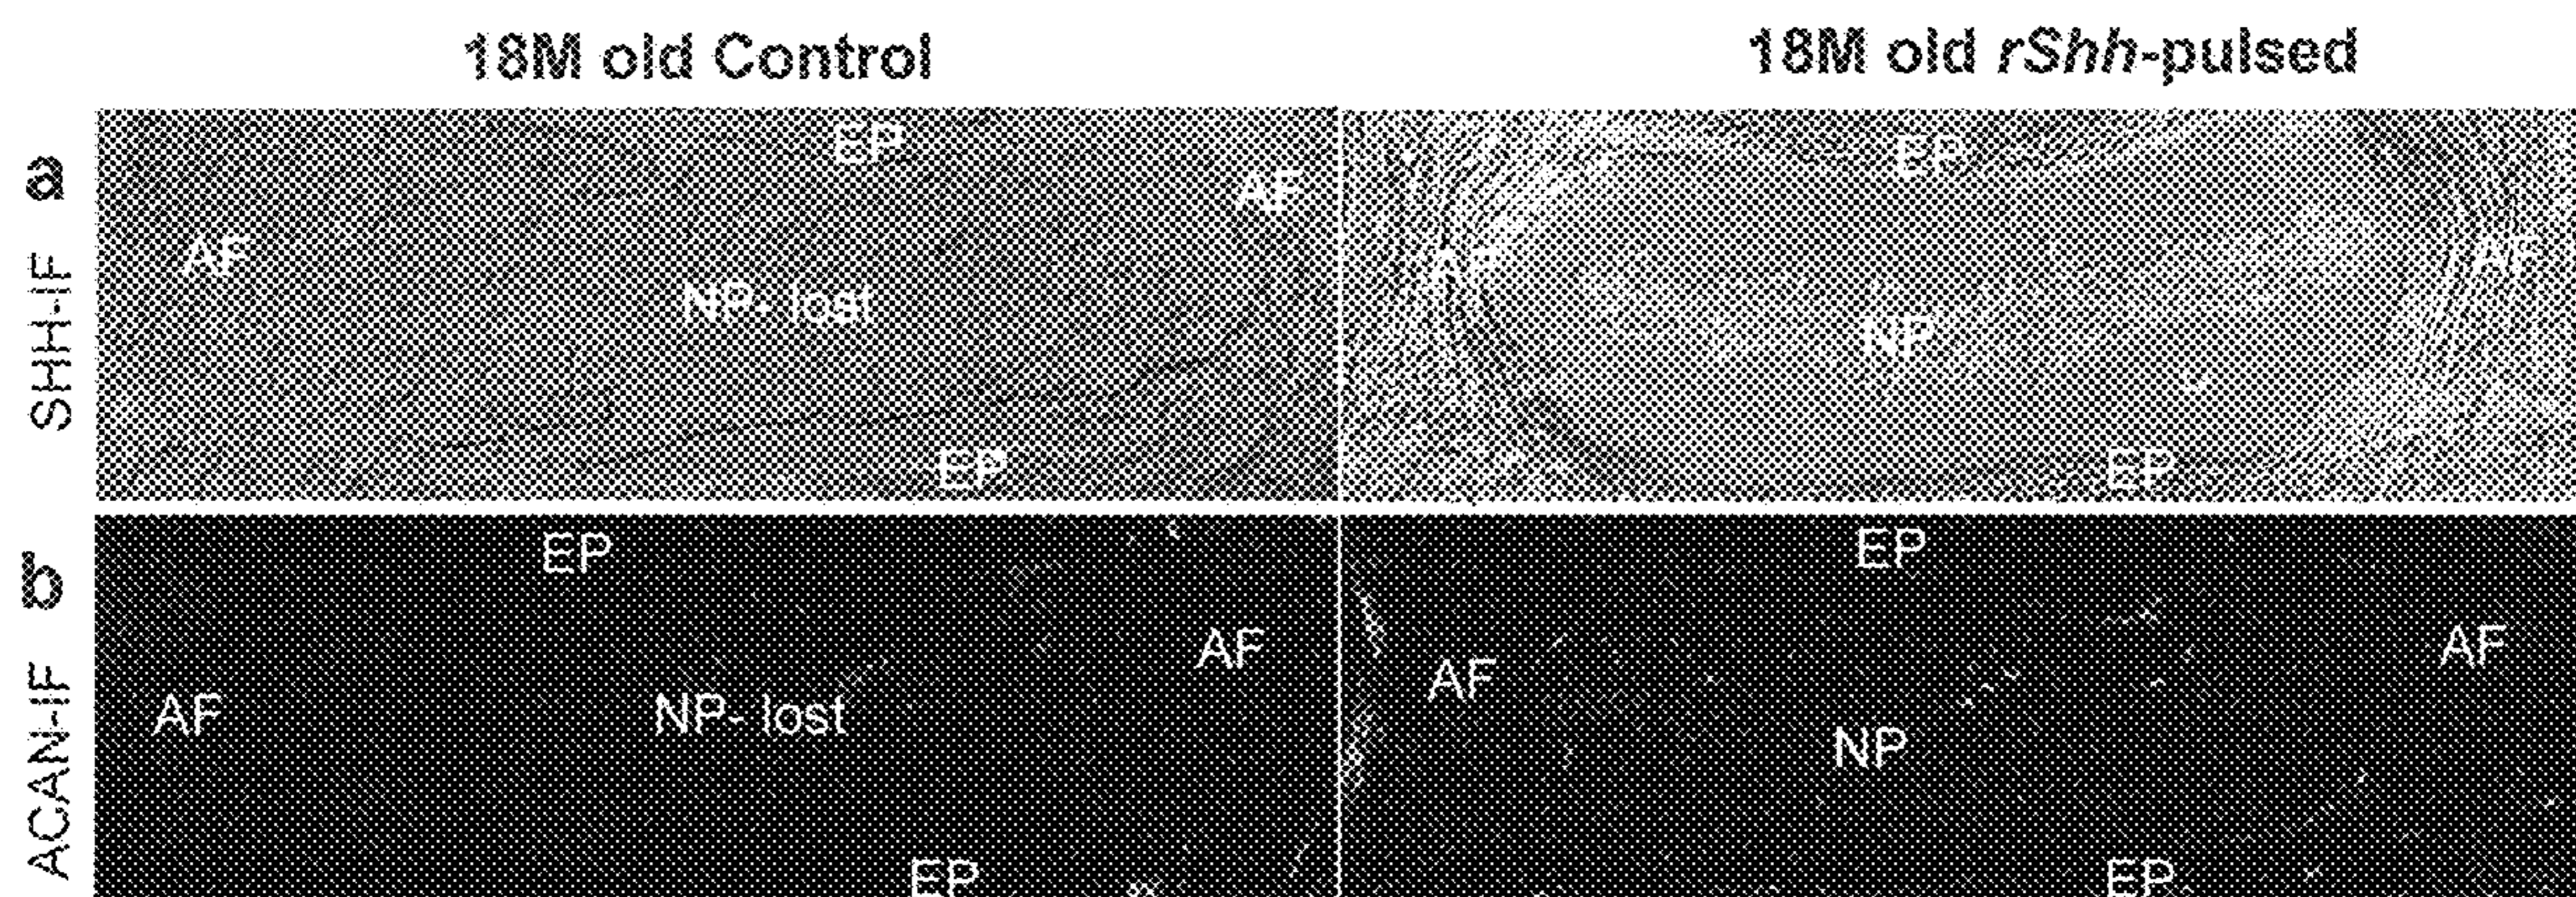 18M old Control
18M old rShh-pulsed
a
SHH-IF
EP
AF
AF
NP- lost
EP
EP
AF
AF
NP
EP
b
ACAN-IF
EP
AF
AF
NP- lost
EP
EP
AF
AF
NP
EP